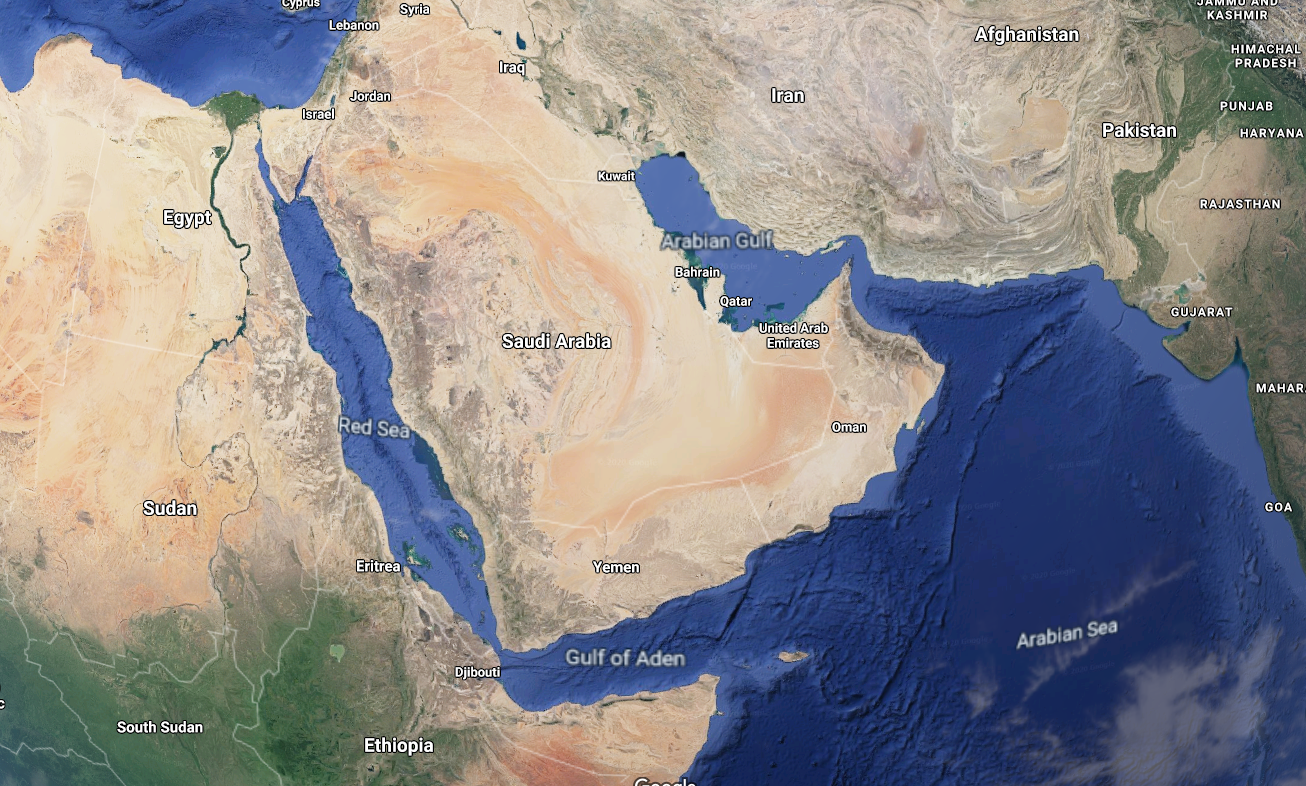 Cyprus
Syria
JAMMU AND
KASHMIR
Lebanon
Afghanistan
HIMACHAL
PRADESH
Iraq
Iran
Jordan
PUNJAB
Israel
Pakistan
HARYANA
Kuwait
RAJASTHAN
Egypt
Arabian Gulf
Bahrain
Qatar
GUJARAT
United Arab
Emirates
Saudi Arabia
MAHAR
Red Sea
Oman
Sudan
GOA
Eritrea
Yemen
Arabian Sea
Gulf of Aden
Djibouti
South Sudan
Ethiopia
Google